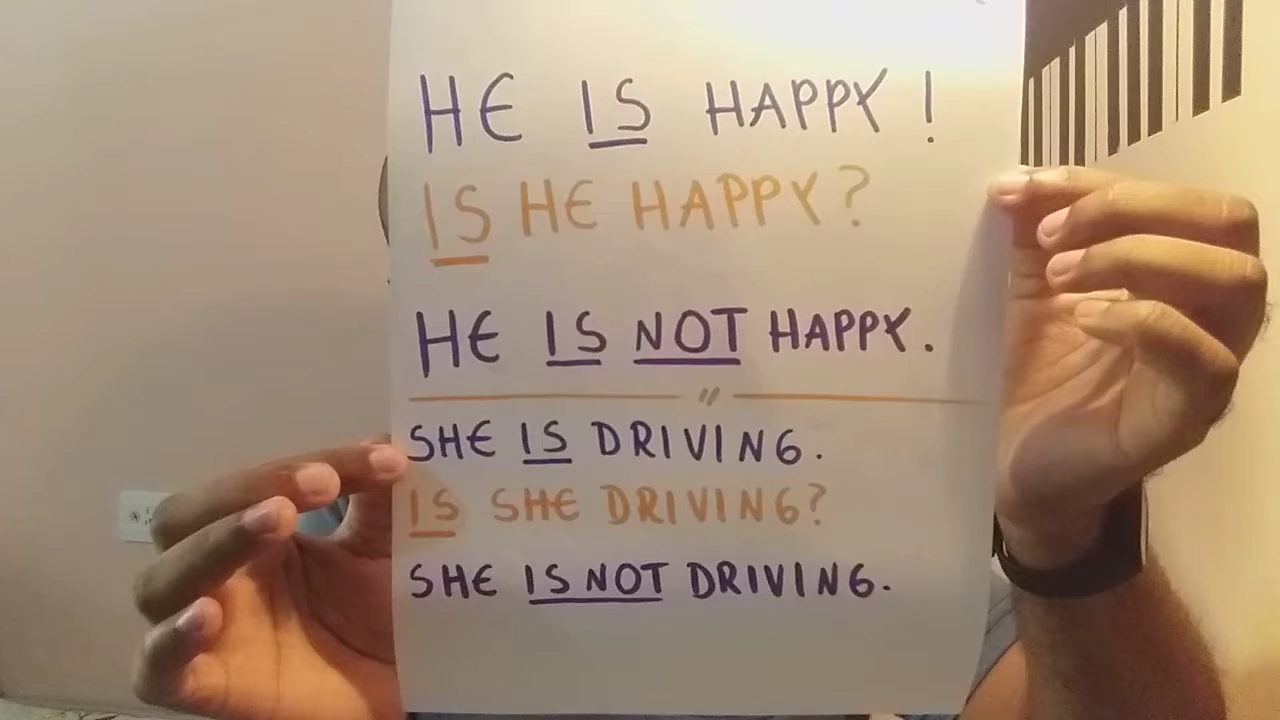 HE IS HAPPY!
IS HE HAPPY?
HE IS NOT HAPPY.
SHE IS DRIVING.
IS SHE DRIVING?
SHE IS NOT DRIVING.